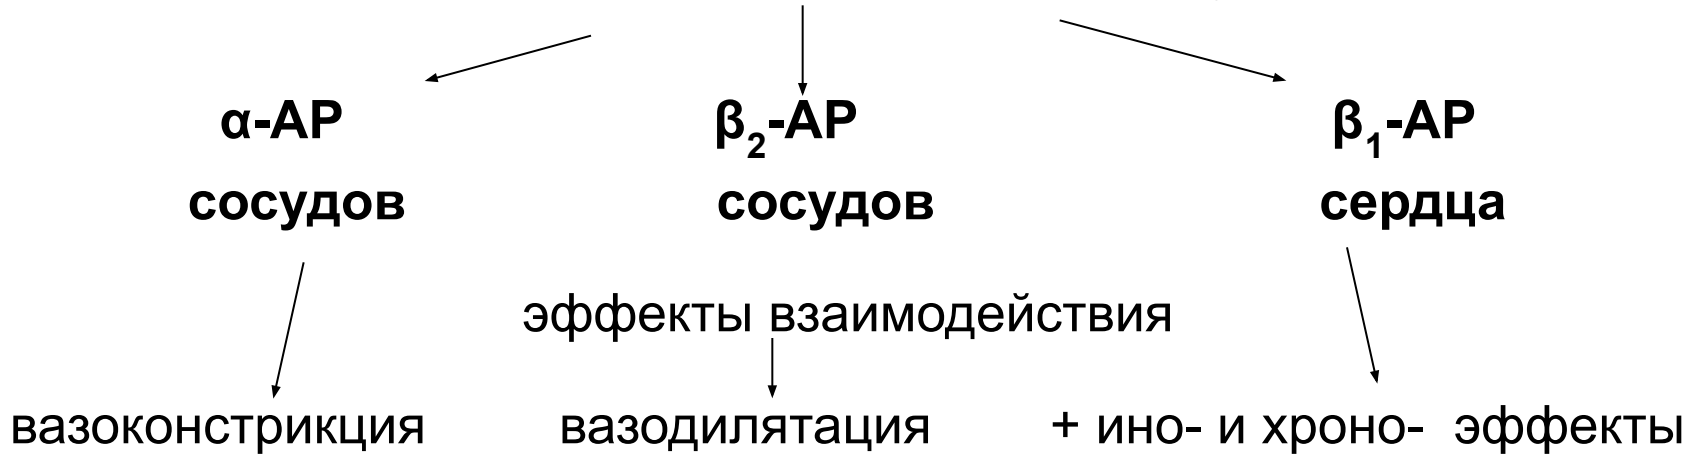 α-АР β₂-АР β₁-АР
сосудов сосудов сердца
эффекты взаимодействия
вазоконстрикция вазодилятация + ино- и хроно- эффекты